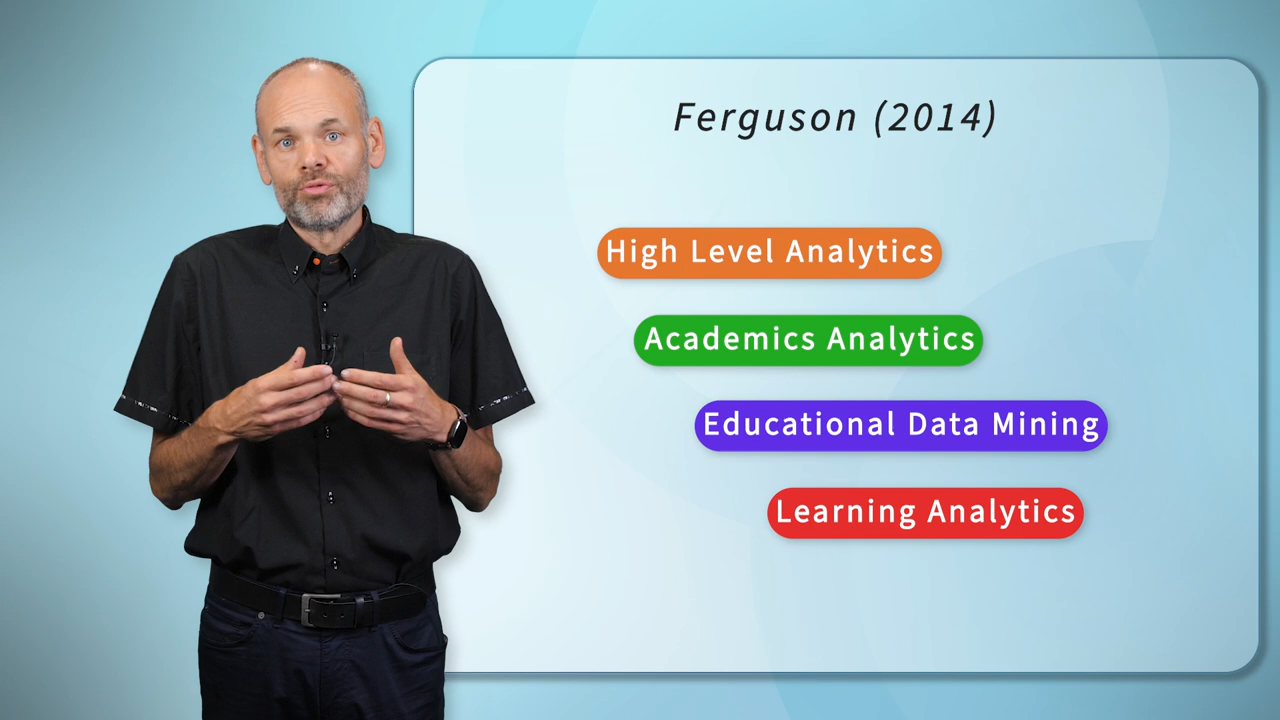 Ferguson (2014)
High Level Analytics
Academics Analytics
Educational Data Mining
Learning Analytics